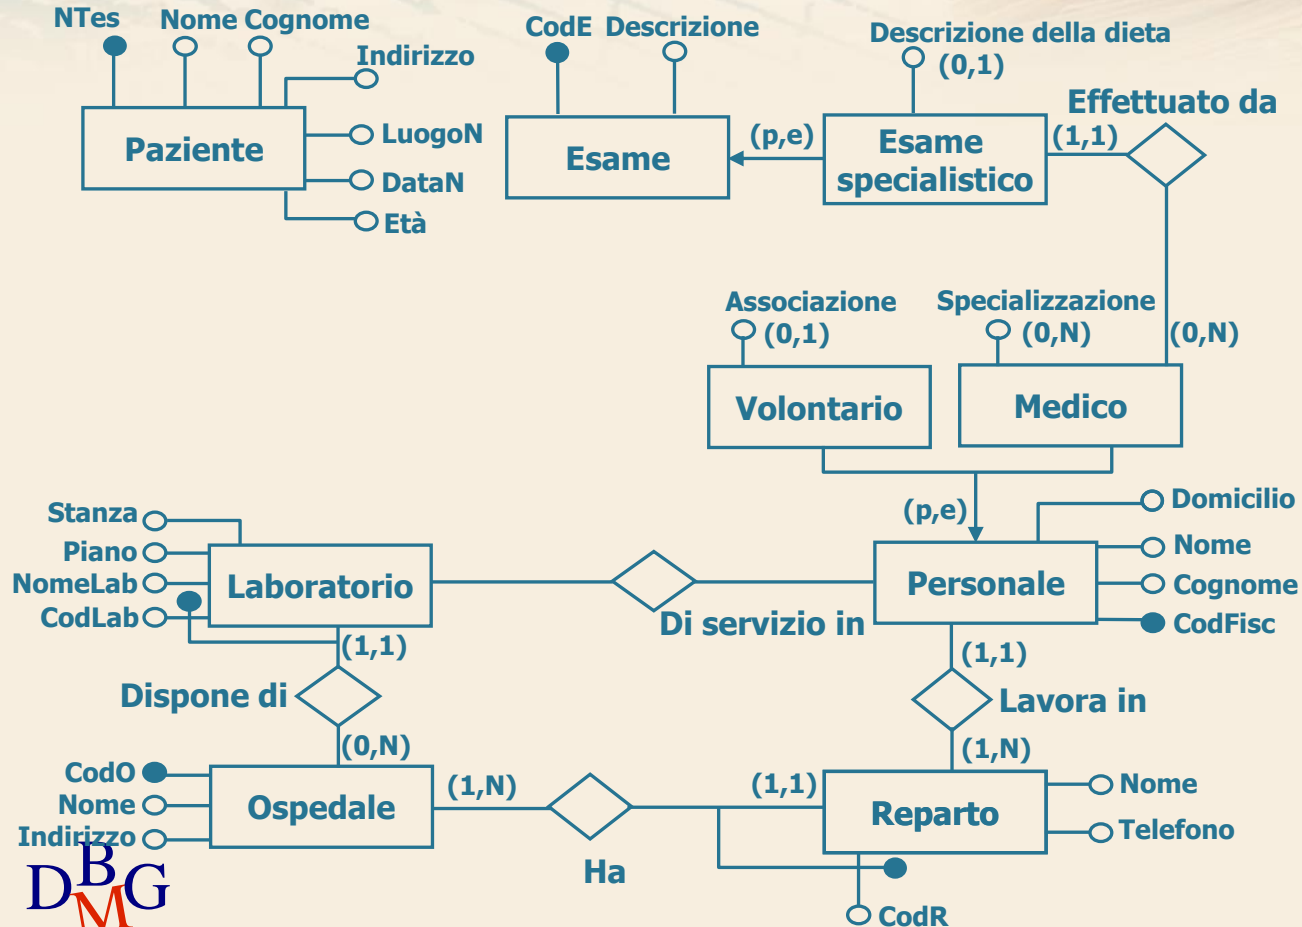 NTes
Nome Cognome
Indirizzo
Paziente
LuogoN
DataN
Età
CodE Descrizione
Esame
(p,e)
Descrizione della dieta
(0,1)
Esame
specialistico
(1,1)
Effettuato da
(0,N)
Associazione
(0,1)
Volontario
Specializzazione
(0,N)
Medico
(p,e)
Stanza
Piano
NomeLab
CodLab
Laboratorio
(1,1)
Di servizio in
Personale
Domicilio
Nome
Cognome
CodFisc
(1,1)
Dispone di
Lavora in
(0,N)
(1,N)
CodO
Nome
Indirizzo
Ospedale
(1,N)
Ha
(1,1)
Reparto
Nome
Telefono
CodR
DBMG